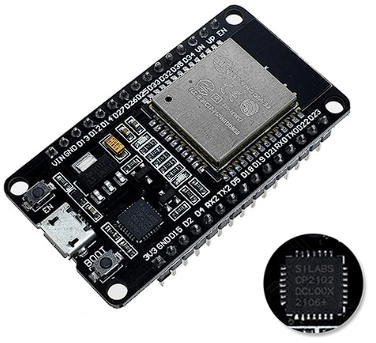 VIN GND D13 D12 D14 D27 D26 D25 D33 D32 D35 D34 VN VP EN
EN
BOOT
3V3 GND D15 D2 D4 RX2 TX2 D5 D18 D19 D21 RX0 TX0 D22 D23
SILABS
CP2102
DCL00X
2106+